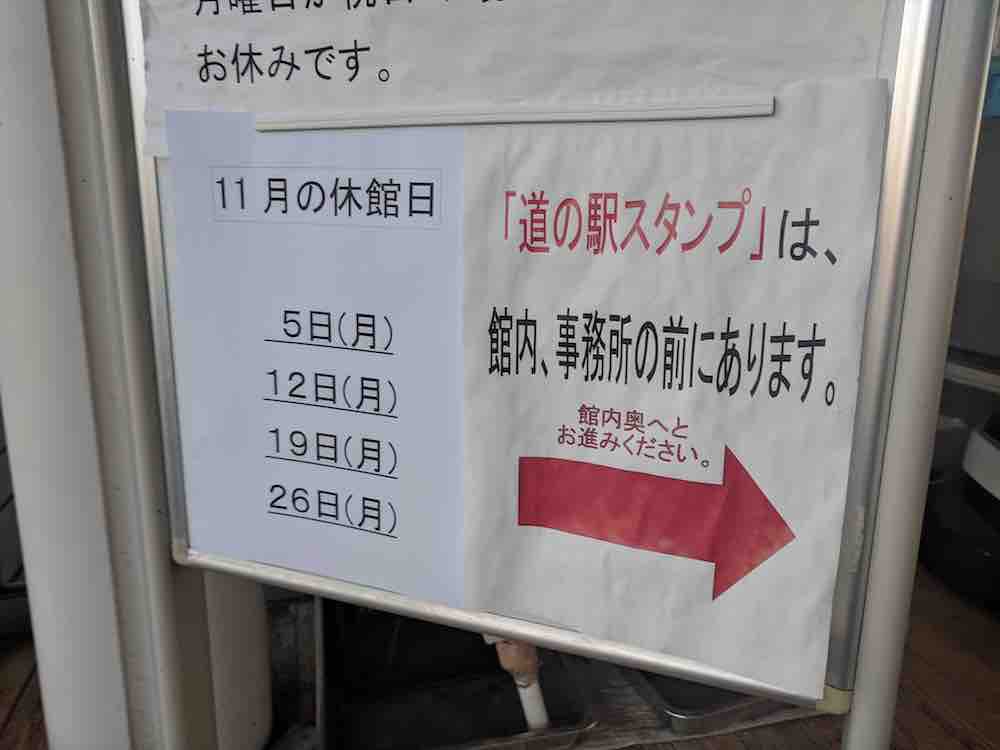 お休みです。
11月の休館日
5日(月)
12日(月)
19日(月)
26日(月)
「道の駅スタンプ」は、
館内、事務所の前にあります。
館内奥へと
お進みください。